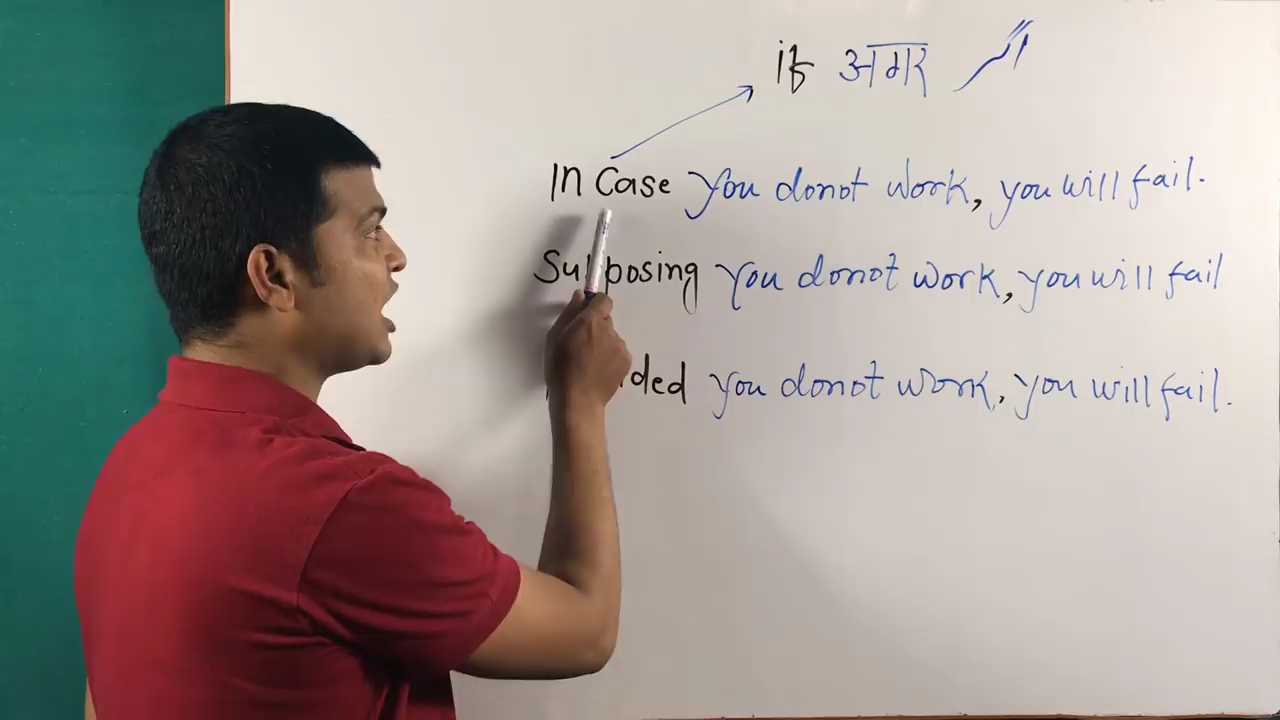 if अगर
In Case you donot work, you will fail.
Supposing you donot work, you will fail
you donot work, you will fail.